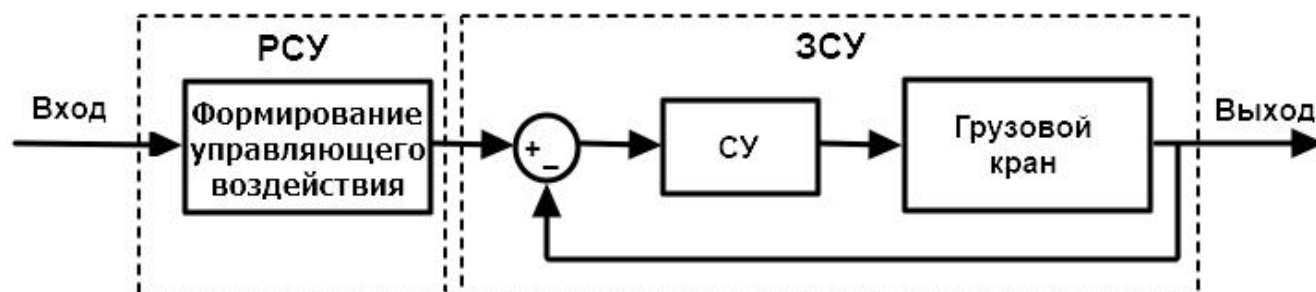 РСУ
ЗСУ
Вход
Формирование
управляющего
воздействия
+
−
СУ
Грузовой
кран
Выход